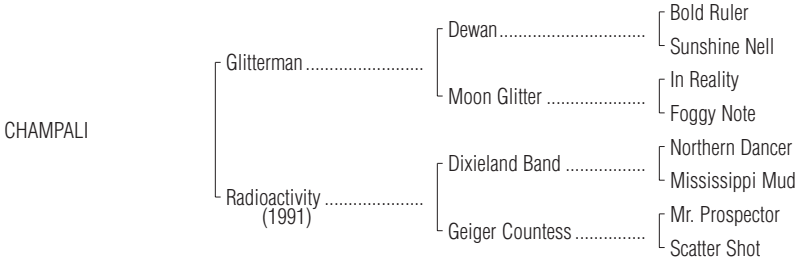 Bold Ruler
Dewan..............................
Sunshine Nell
Glitterman ........................
In Reality
Moon Glitter ....................
Foggy Note
CHAMPALI
Northern Dancer
Dixieland Band ................
Mississippi Mud
Radioactivity ....................
(1991)
Mr. Prospector
Geiger Countess..............
Scatter Shot